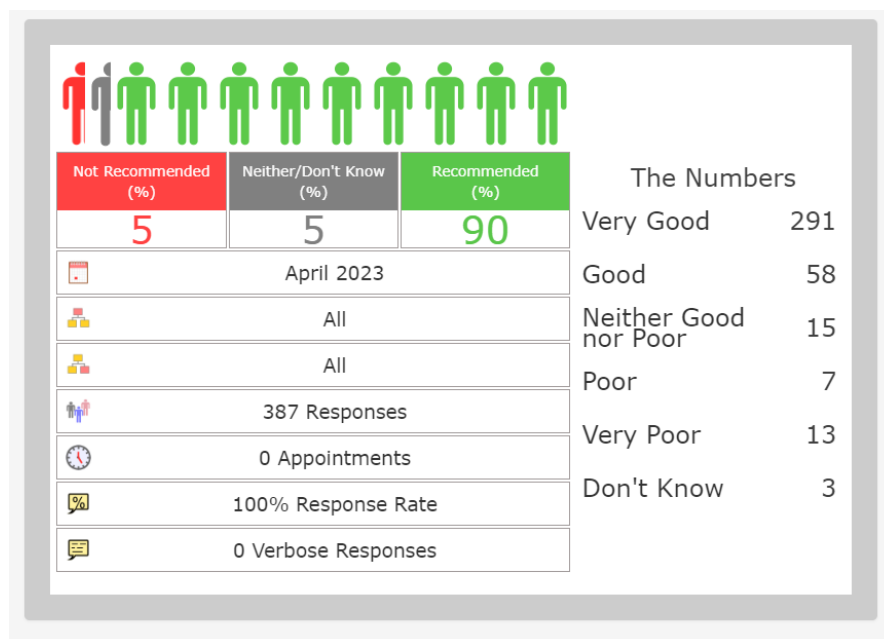 Not Recommended
(%)
Neither/Don't Know
(%)
Recommended
(%)
5
5
90
April 2023
All
All
387 Responses
0 Appointments
%
100% Response Rate
0 Verbose Responses
The Numbers
Very Good 291
Good 58
Neither Good
nor Poor 15
Poor 7
Very Poor 13
Don't Know 3